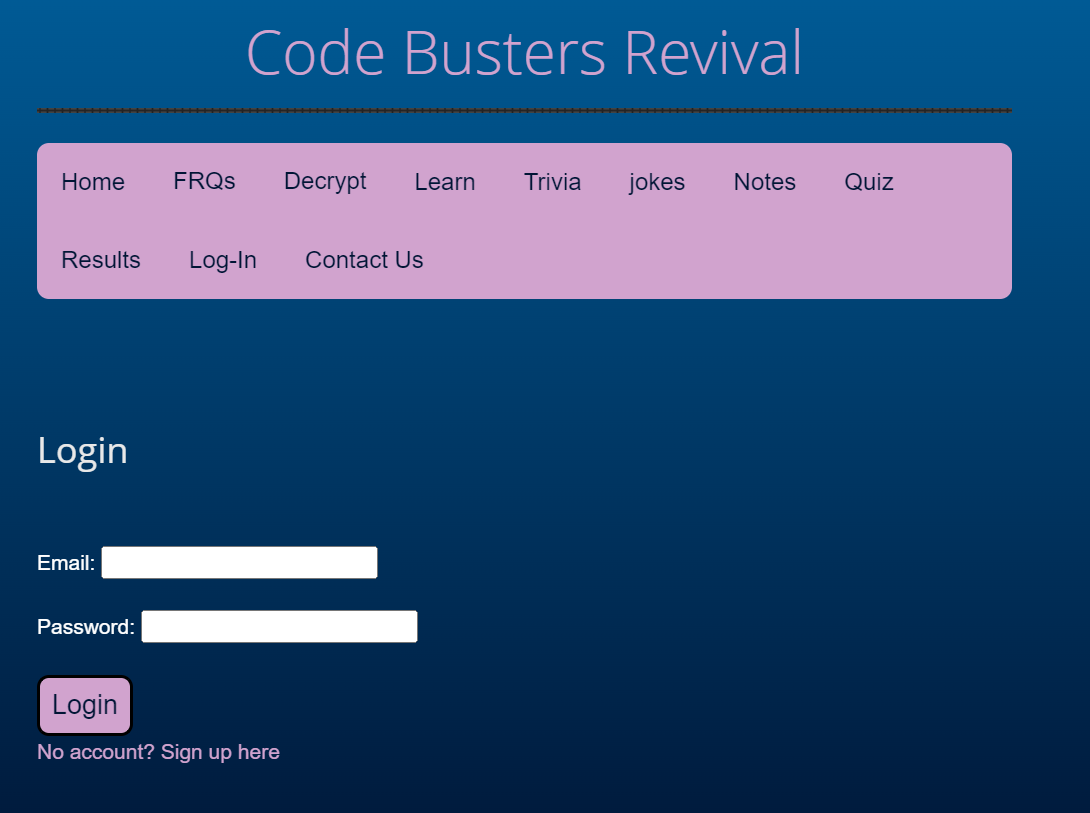 Code Busters Revival
Home FRQs Decrypt Learn Trivia jokes Notes Quiz
Results Log-In Contact Us
Login
Email:
Password:
Login
No account? Sign up here